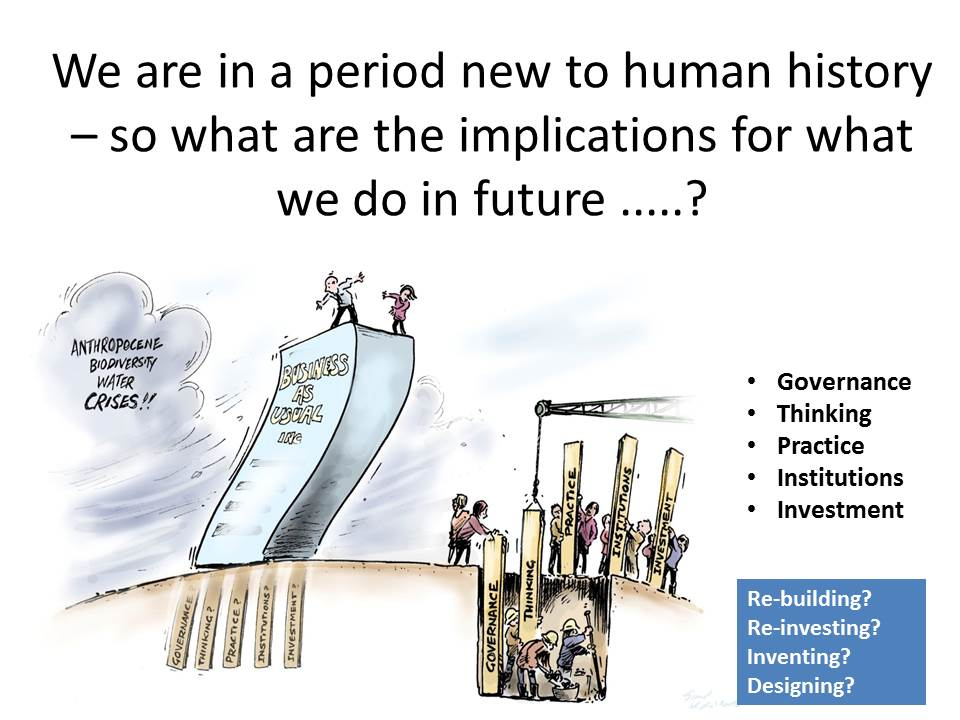 We are in a period new to human history
– so what are the implications for what
we do in future .....?
ANTHROPOCENE
BIODIVERSITY
WATER
CRISES!!
BUSINESS
AS
USUAL
INC
GOVERNANCE?
THINKING?
PRACTICE?
INSTITUTIONS?
INVESTMENT?
GOVERNANCE
THINKING
PRACTICE
INSTITUTIONS
INVESTMENT
• Governance
• Thinking
• Practice
• Institutions
• Investment
Re-building?
Re-investing?
Inventing?
Designing?